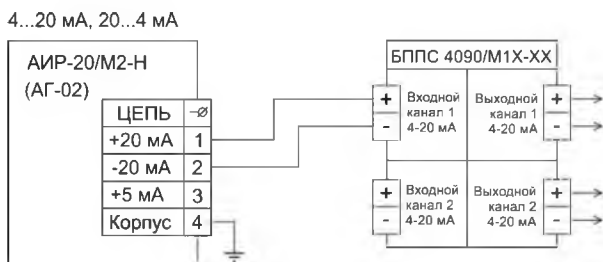 4...20 мА, 20...4 мА
АИР-20/М2-Н
(АГ-02)
ЦЕПЬ
+20 мА 1
-20 мА 2
+5 мА 3
Корпус 4
БППС 4090/М1Х-ХХ
+ Входной Выходной +
канал 1 канал 1
- 4-20 мА 4-20 мА -
+ Входной Выходной +
канал 2 канал 2
- 4-20 мА 4-20 мА -